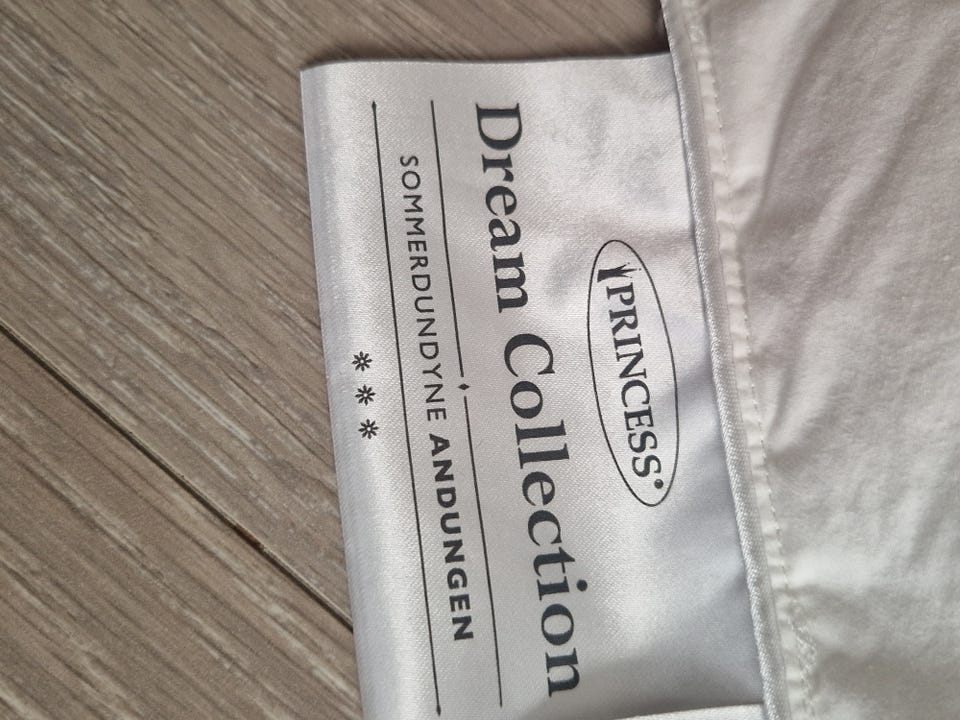 PRINCESS
Dream Collection
SOMMERDUNDYNE ANDUNGEN
***